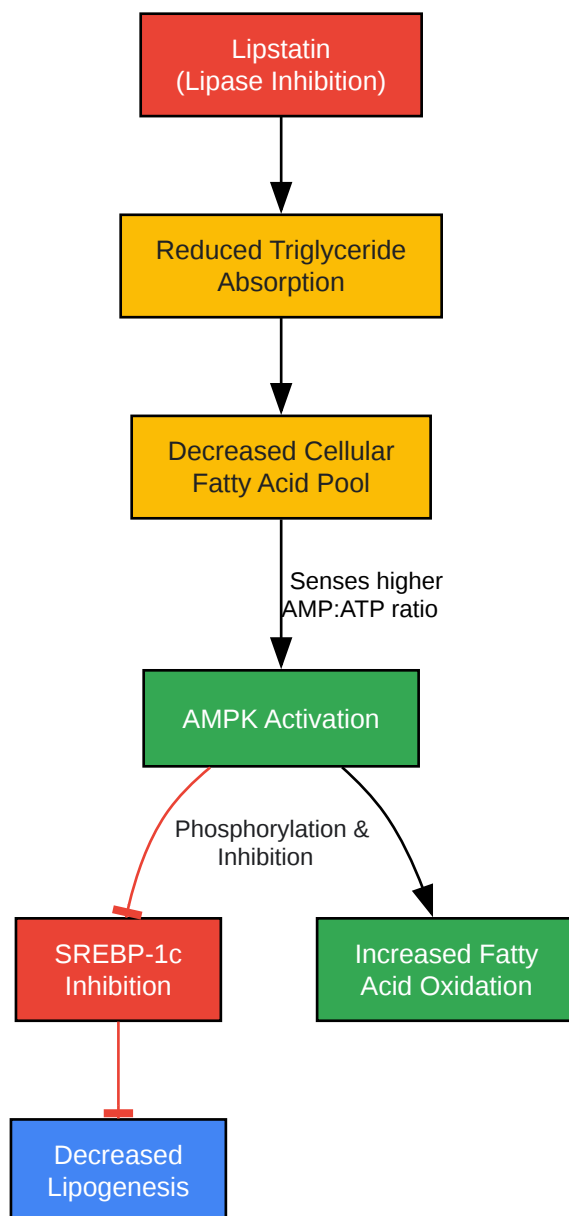 Lipstatin
(Lipase Inhibition)
Reduced Triglyceride
Absorption
Decreased Cellular
Fatty Acid Pool
Senses higher
AMP:ATP ratio
AMPK Activation
Phosphorylation &
Inhibition
SREBP-1c
Inhibition
Increased Fatty
Acid Oxidation
Decreased
Lipogenesis